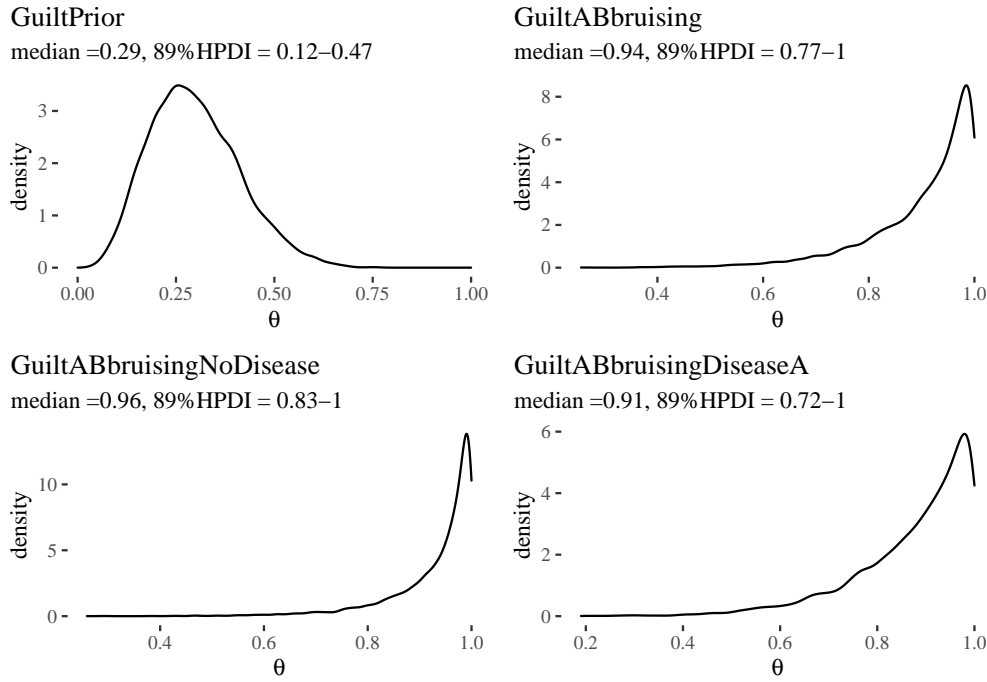 GuiltPrior
median =0.29, 89%HPDI = 0.12–0.47
density
3
2
1
0
0.00 0.25 0.50 0.75 1.00
θ
GuiltABbruising
median =0.94, 89%HPDI = 0.77–1
density
8
6
4
2
0
0.4 0.6 0.8 1.0
θ
GuiltABbruisingNoDisease
median =0.96, 89%HPDI = 0.83–1
density
10
5
0
0.4 0.6 0.8 1.0
θ
GuiltABbruisingDiseaseA
median =0.91, 89%HPDI = 0.72–1
density
6
4
2
0
0.2 0.4 0.6 0.8 1.0
θ